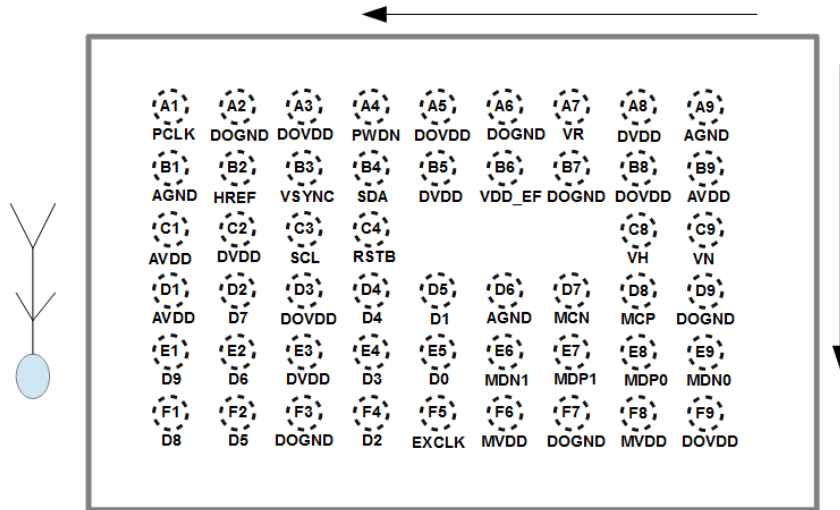 A1 A2 A3 A4 A5 A6 A7 A8 A9
PCLK DOGND DOVDD PWDN DOVDD DOGND VR DVDD AGND
B1 B2 B3 B4 B5 B6 B7 B8 B9
AGND HREF VSYNC SDA DVDD VDD_EF DOGND DOVDD AVDD
C1 C2 C3 C4 C8 C9
AVDD DVDD SCL RSTB VH VN
D1 D2 D3 D4 D5 D6 D7 D8 D9
AVDD D7 DOVDD D4 D1 AGND MCN MCP DOGND
E1 E2 E3 E4 E5 E6 E7 E8 E9
D9 D6 DVDD D3 D0 MDN1 MDP1 MDP0 MDN0
F1 F2 F3 F4 F5 F6 F7 F8 F9
D8 D5 DOGND D2 EXCLK MVDD DOGND MVDD DOVDD